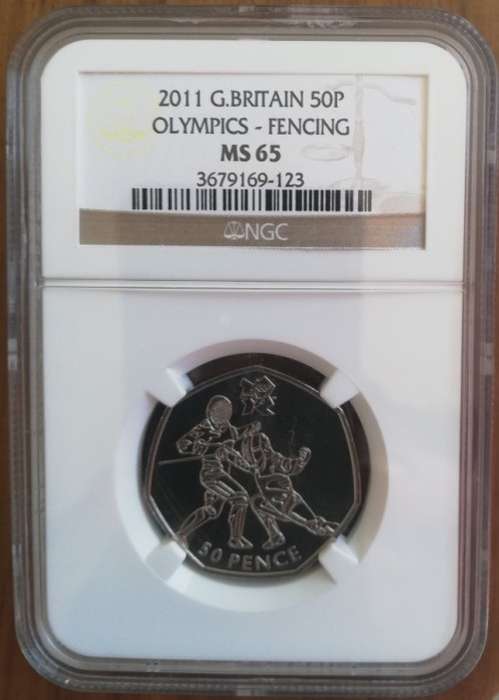 2011 G.BRITAIN 50P
OLYMPICS - FENCING
MS 65
3679169-123
NGC
50 PENCE